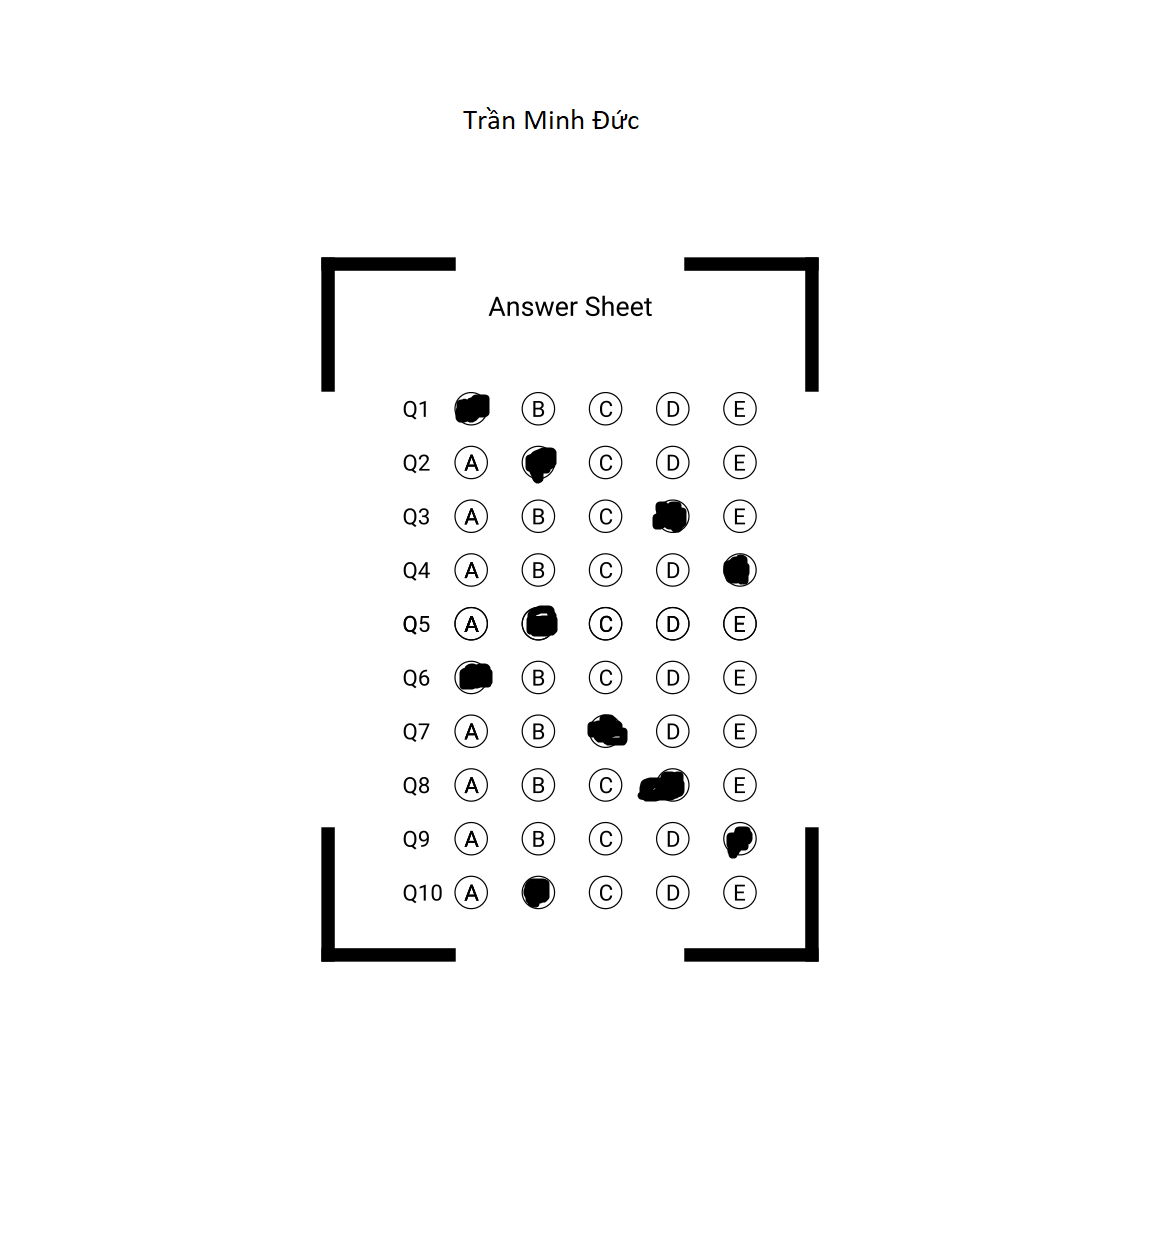 Trần Minh Đức
Answer Sheet
Q1 B C D E
Q2 A C D E
Q3 A B C E
Q4 A B C D
Q5 A C D E
Q6 B C D E
Q7 A B D E
Q8 A B C E
Q9 A B C D
Q10 A C D E